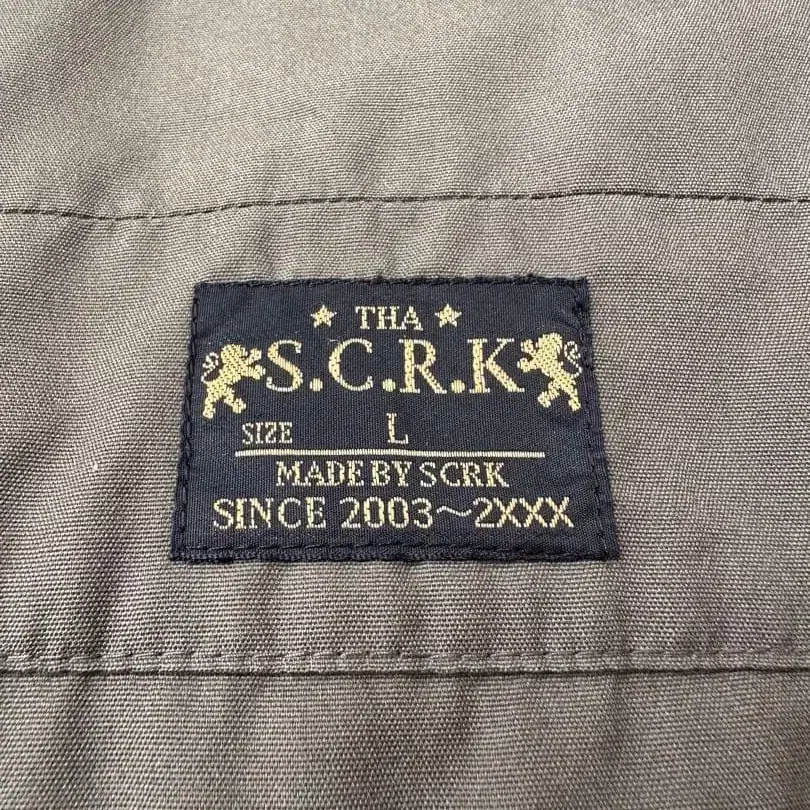 THA
S.C.R.K
SIZE L
MADE BY SCRK
SINCE 2003～2XXX